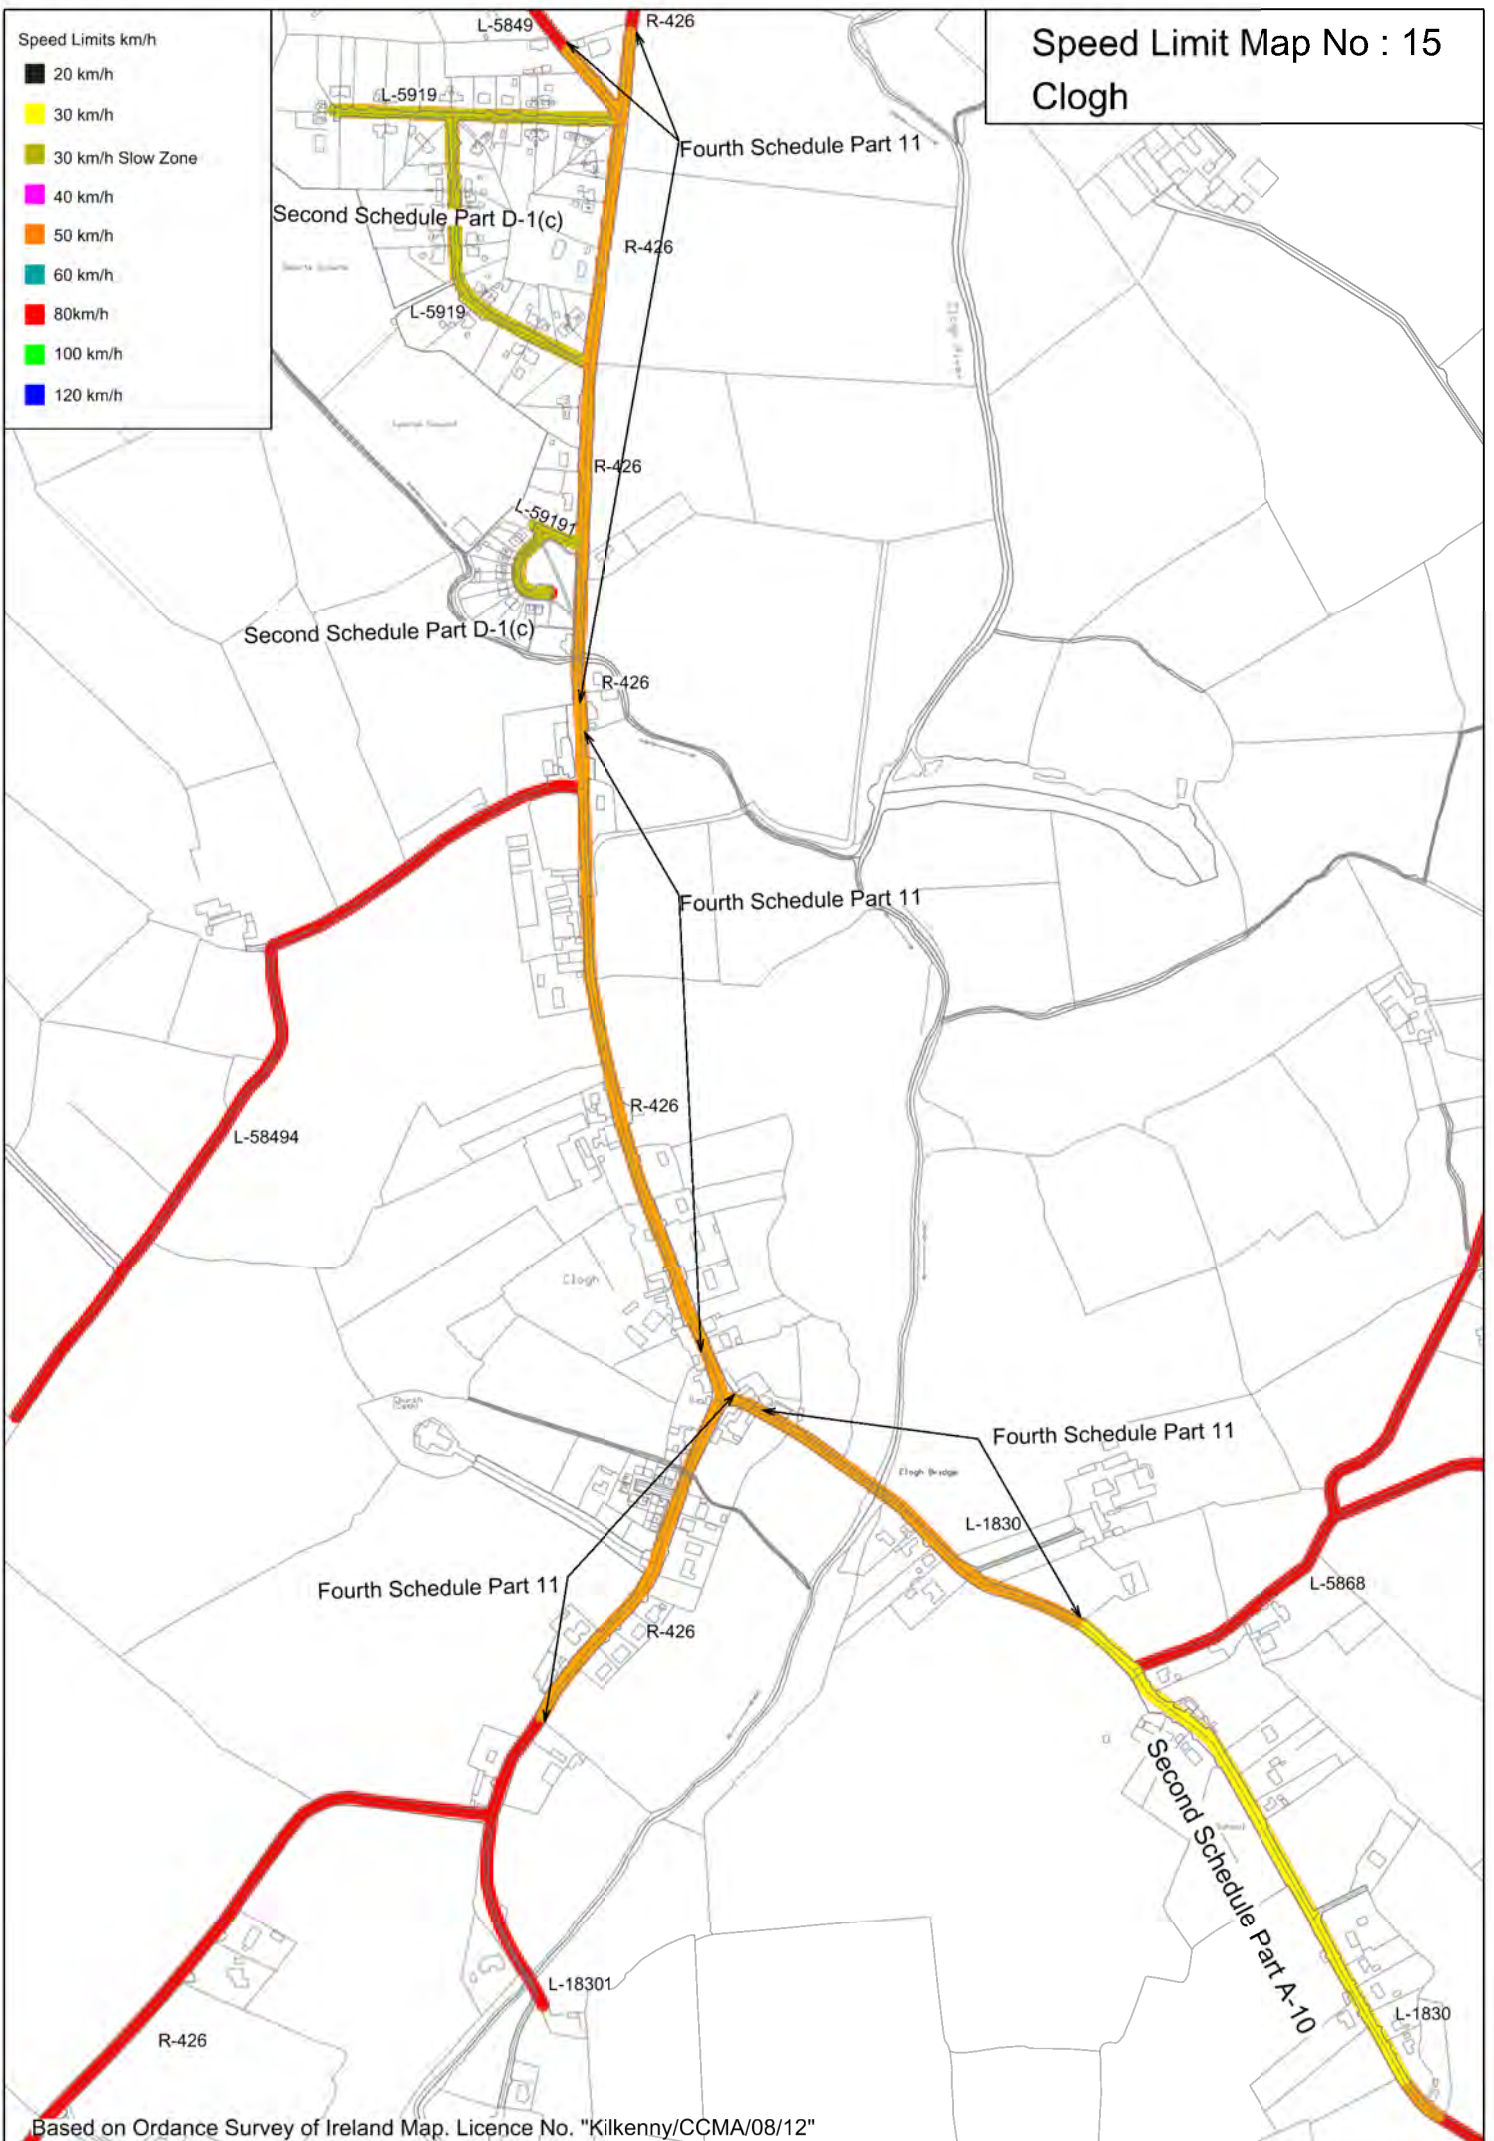 Speed Limit Map No : 15
Clogh
Speed Limits km/h
20 km/h
30 km/h
30 km/h Slow Zone
40 km/h
50 km/h
60 km/h
80km/h
100 km/h
120 km/h
L-5849
R-426
L-5919
Fourth Schedule Part 11
Second Schedule Part D-1(c)
R-426
L-5919
R-426
L-59191
Second Schedule Part D-1(c)
R-426
Fourth Schedule Part 11
R-426
L-58494
Clogh
Fourth Schedule Part 11
Clogh Bridge
L-1830
Fourth Schedule Part 11
L-5868
R-426
Second Schedule Part A-10
School
L-18301
L-1830
R-426
Based on Ordance Survey of Ireland Map. Licence No. "Kilkenny/CCMA/08/12"